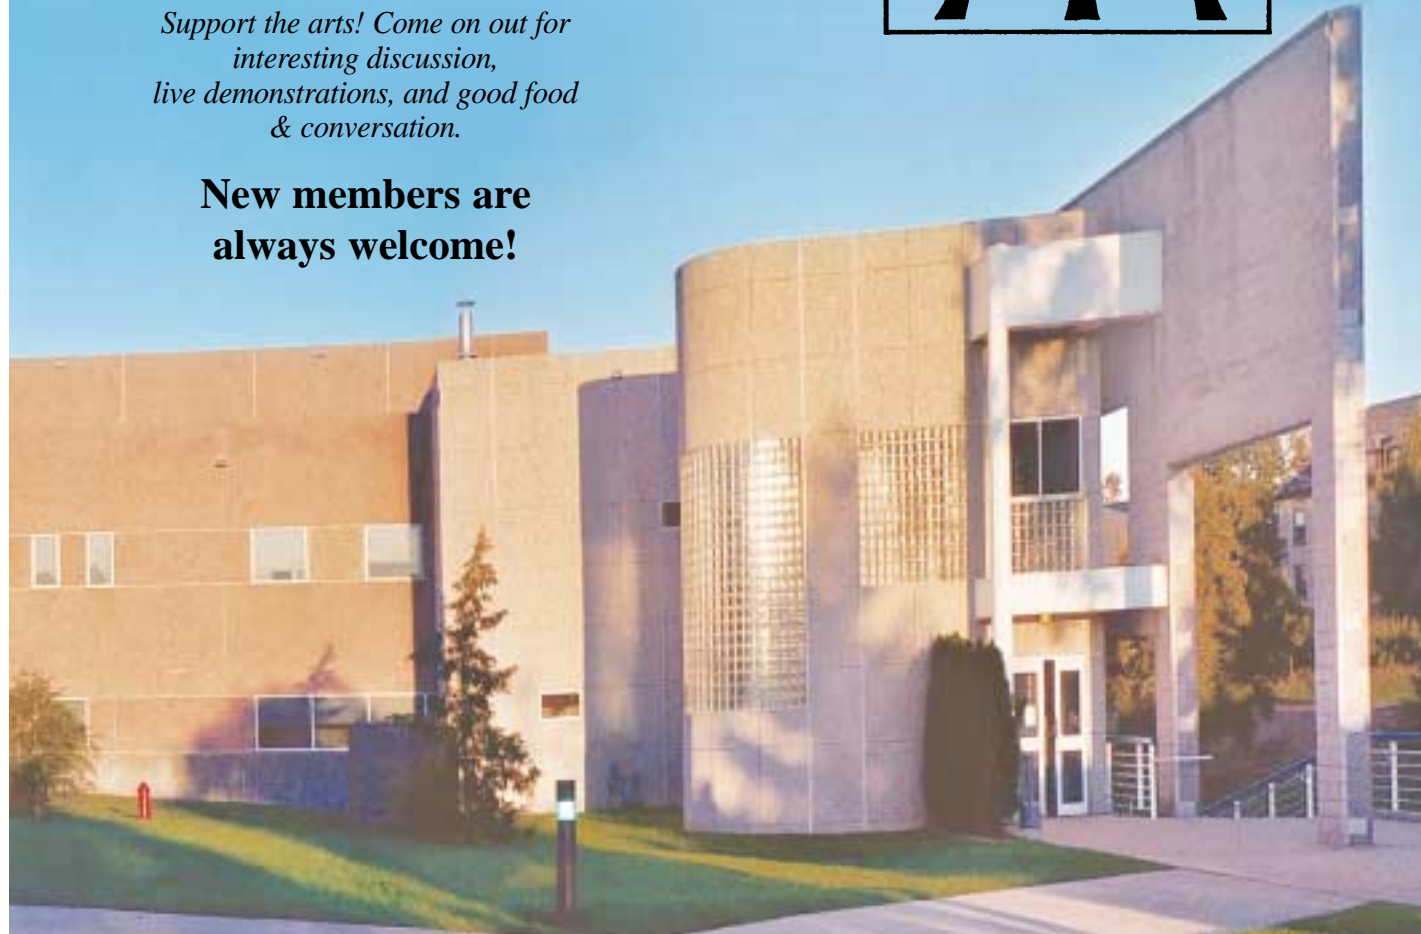 Support the arts! Come on out for
interesting discussion,
live demonstrations, and good food
& conversation.
New members are
always welcome!